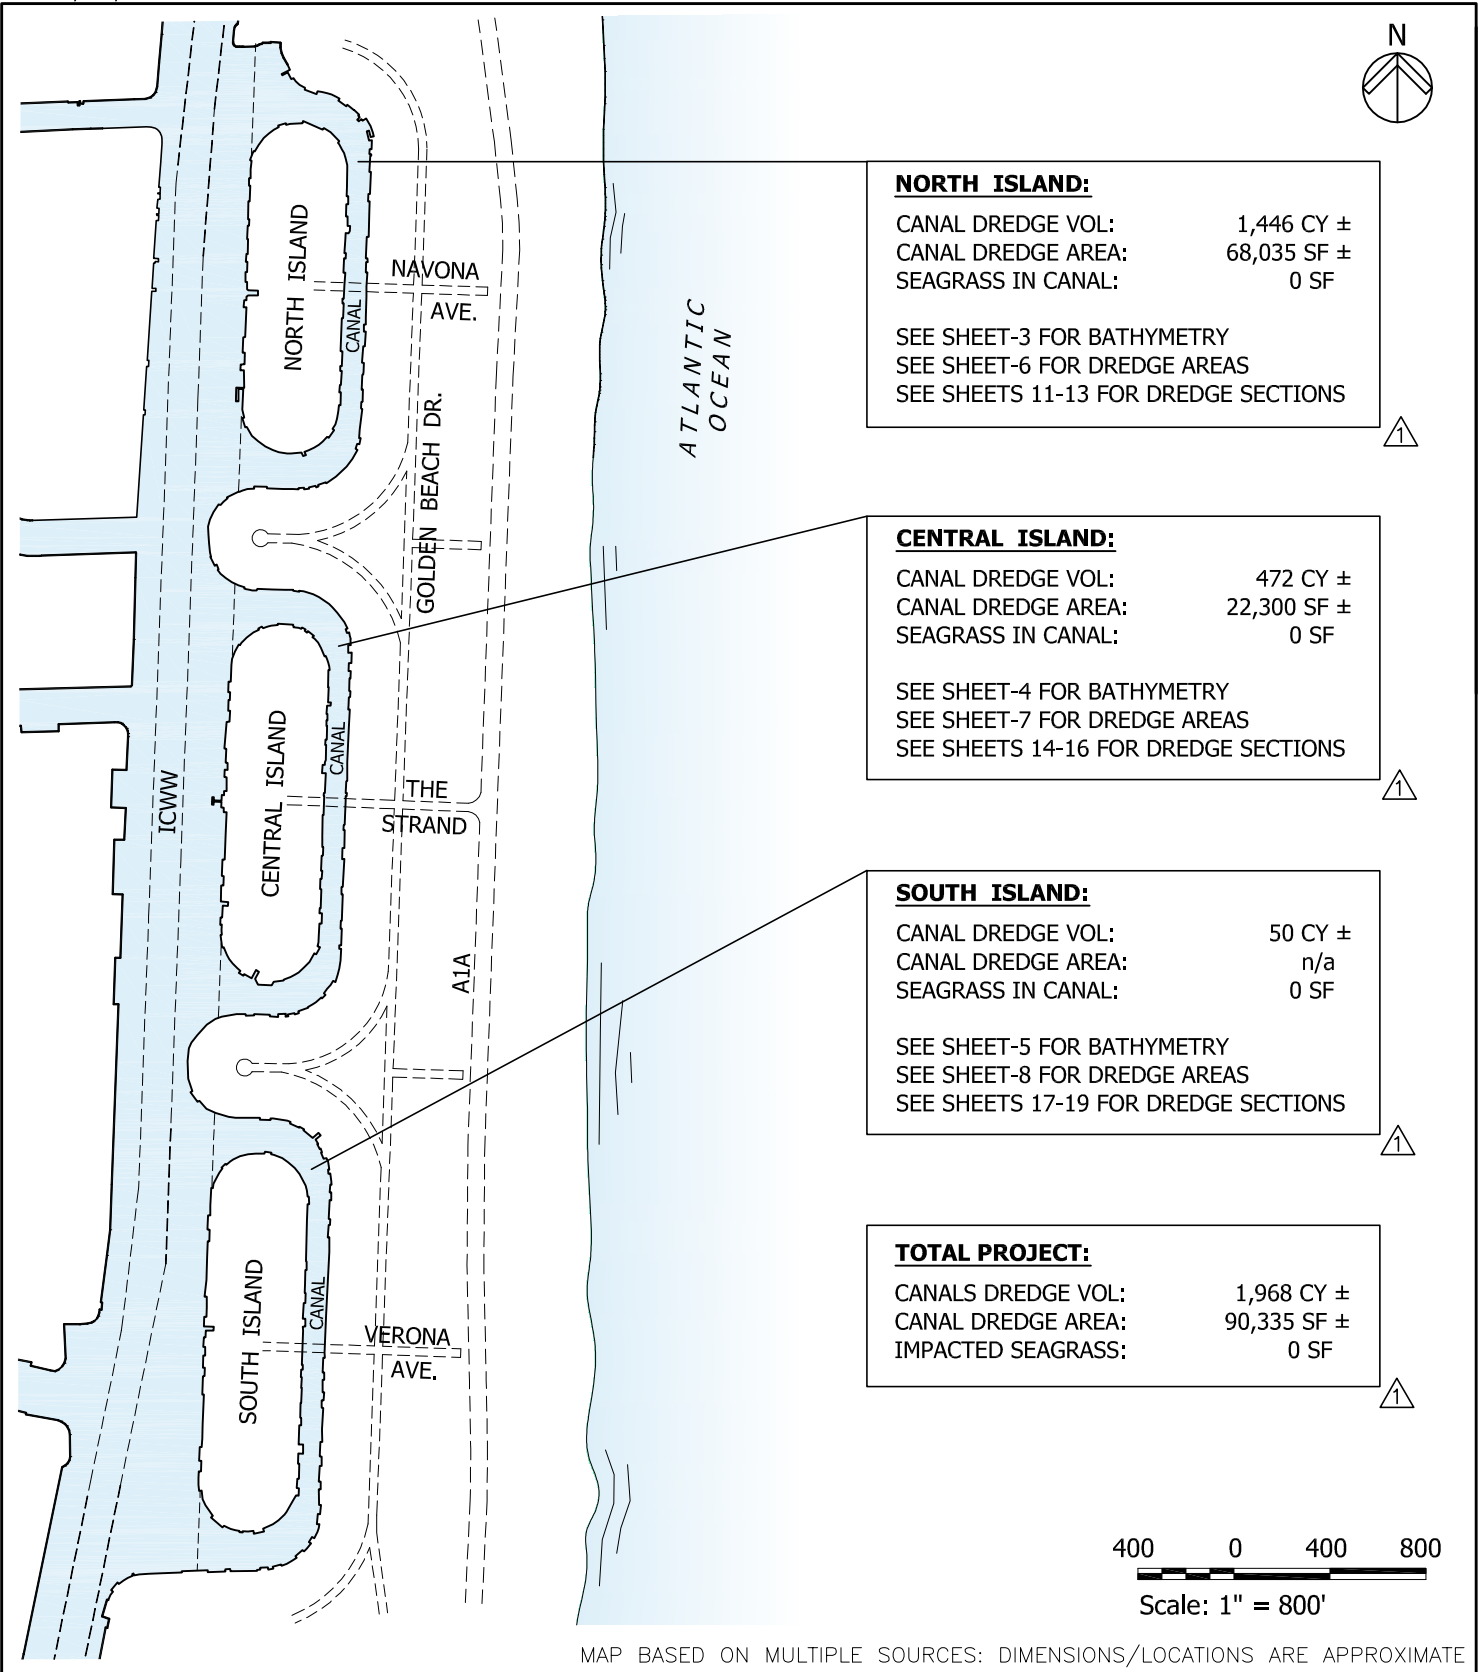 N
NORTH ISLAND:
CANAL DREDGE VOL: 1,446 CY ±
CANAL DREDGE AREA: 68,035 SF ±
SEAGRASS IN CANAL: 0 SF
SEE SHEET-3 FOR BATHYMETRY
SEE SHEET-6 FOR DREDGE AREAS
SEE SHEETS 11-13 FOR DREDGE SECTIONS
1
CENTRAL ISLAND:
CANAL DREDGE VOL: 472 CY ±
CANAL DREDGE AREA: 22,300 SF ±
SEAGRASS IN CANAL: 0 SF
SEE SHEET-4 FOR BATHYMETRY
SEE SHEET-7 FOR DREDGE AREAS
SEE SHEETS 14-16 FOR DREDGE SECTIONS
1
SOUTH ISLAND:
CANAL DREDGE VOL: 50 CY ±
CANAL DREDGE AREA: n/a
SEAGRASS IN CANAL: 0 SF
SEE SHEET-5 FOR BATHYMETRY
SEE SHEET-8 FOR DREDGE AREAS
SEE SHEETS 17-19 FOR DREDGE SECTIONS
1
TOTAL PROJECT:
CANALS DREDGE VOL: 1,968 CY ±
CANAL DREDGE AREA: 90,335 SF ±
IMPACTED SEAGRASS: 0 SF
1
NORTH ISLAND
CANAL
NAVONA
AVE.
GOLDEN BEACH DR.
ATLANTIC
OCEAN
ICWW
CENTRAL ISLAND
CANAL
THE
STRAND
A1A
SOUTH ISLAND
CANAL
VERONA
AVE.
400 0 400 800
Scale: 1" = 800'
MAP BASED ON MULTIPLE SOURCES: DIMENSIONS/LOCATIONS ARE APPROXIMATE